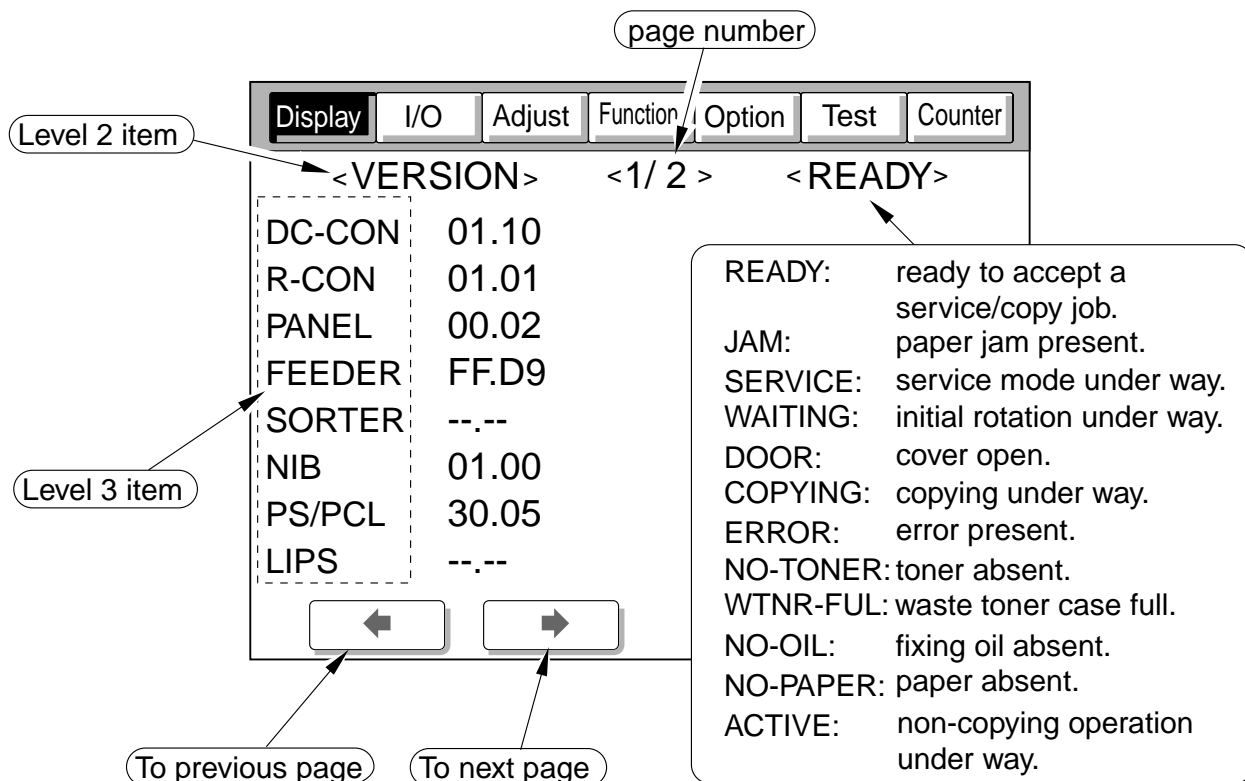 page number
Display I/O Adjust Function Option Test Counter
Level 2 item
<VERSION> <1/ 2 > <READY>
DC-CON 01.10
R-CON 01.01
PANEL 00.02
FEEDER FF.D9
SORTER --.--
NIB 01.00
PS/PCL 30.05
LIPS --.--
Level 3 item
READY: ready to accept a
service/copy job.
JAM: paper jam present.
SERVICE: service mode under way.
WAITING: initial rotation under way.
DOOR: cover open.
COPYING: copying under way.
ERROR: error present.
NO-TONER: toner absent.
WTNR-FUL: waste toner case full.
NO-OIL: fixing oil absent.
NO-PAPER: paper absent.
ACTIVE: non-copying operation
under way.
To previous page To next page